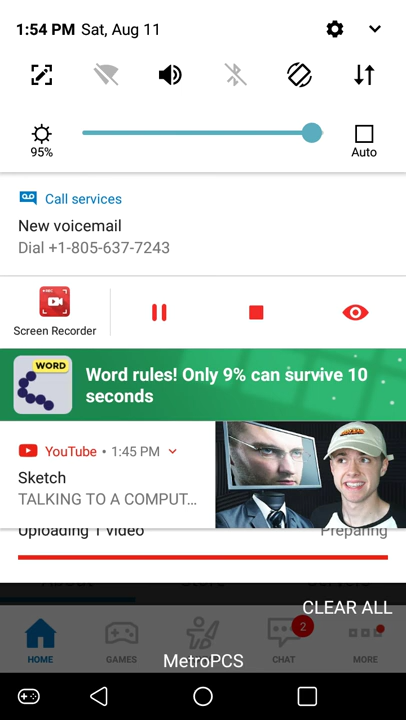 1:54 PM Sat, Aug 11
95%
Auto
Call services
New voicemail
Dial +1-805-637-7243
Screen Recorder
WORD
Word rules! Only 9% can survive 10
seconds
YouTube • 1:45 PM
Sketch
TALKING TO A COMPUT...
Uploading 1 video
Preparing
CLEAR ALL
2
HOME
GAMES
CHAT
MORE
MetroPCS